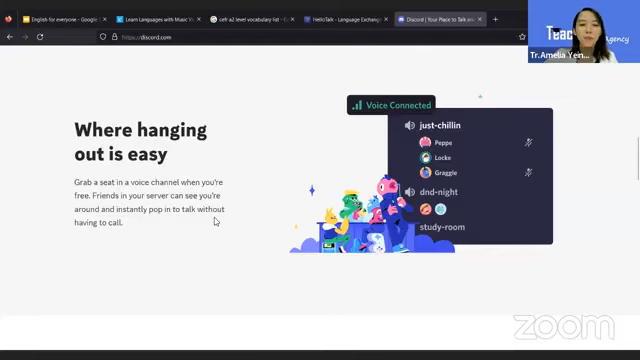 English for everyone - Google
Learn Languages with Music V
cefr a2 level vocabulary list -
HelloTalk - Language Exchange
Discord | Your Place to Talk an
https://discord.com
Teac
Agency
Tr.Amelia Yein...
Voice Connected
Where hanging
out is easy
Grab a seat in a voice channel when you're
free. Friends in your server can see you're
around and instantly pop in to talk without
having to call.
just-chillin
Peppe
Locke
Graggle
dnd-night
study-room
zoom